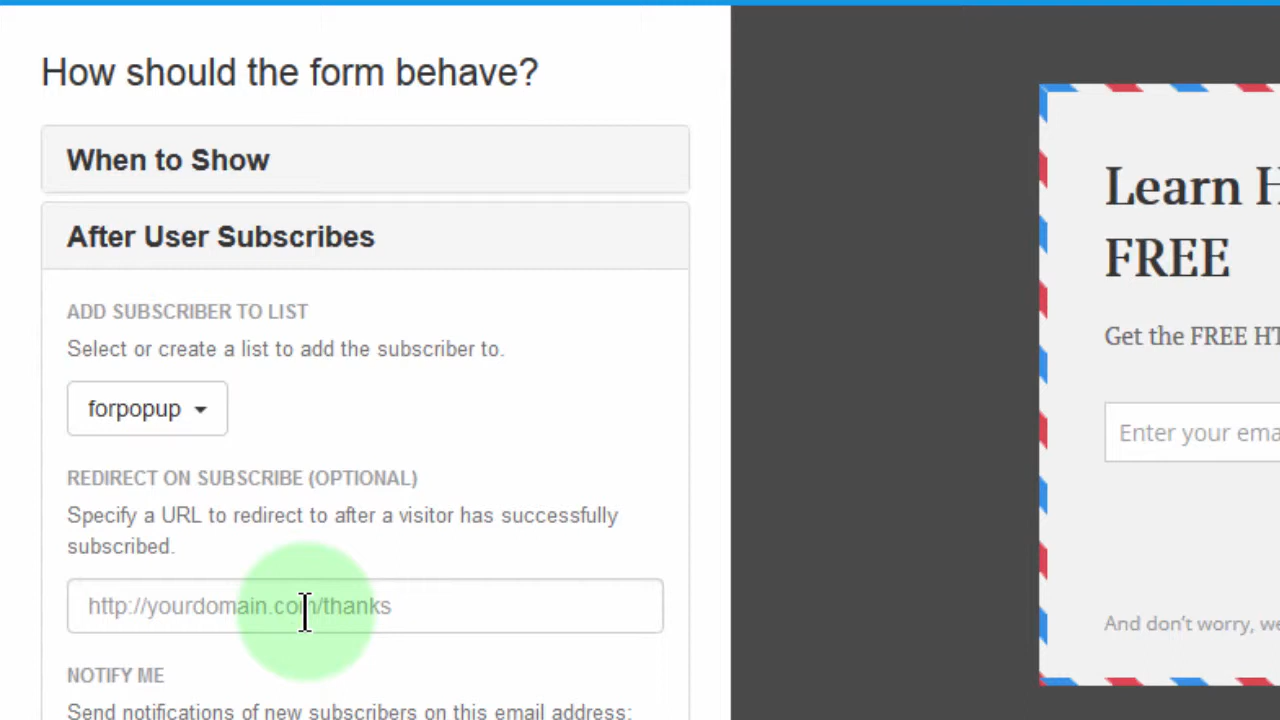 How should the form behave?
When to Show
After User Subscribes
ADD SUBSCRIBER TO LIST
Select or create a list to add the subscriber to.
forpopup
REDIRECT ON SUBSCRIBE (OPTIONAL)
Specify a URL to redirect to after a visitor has successfully
subscribed.
http://yourdomain.com/thanks
NOTIFY ME
Send notifications of new subscribers on this email address:
Learn H
FREE
Get the FREE HT
Enter your ema
And don't worry, we